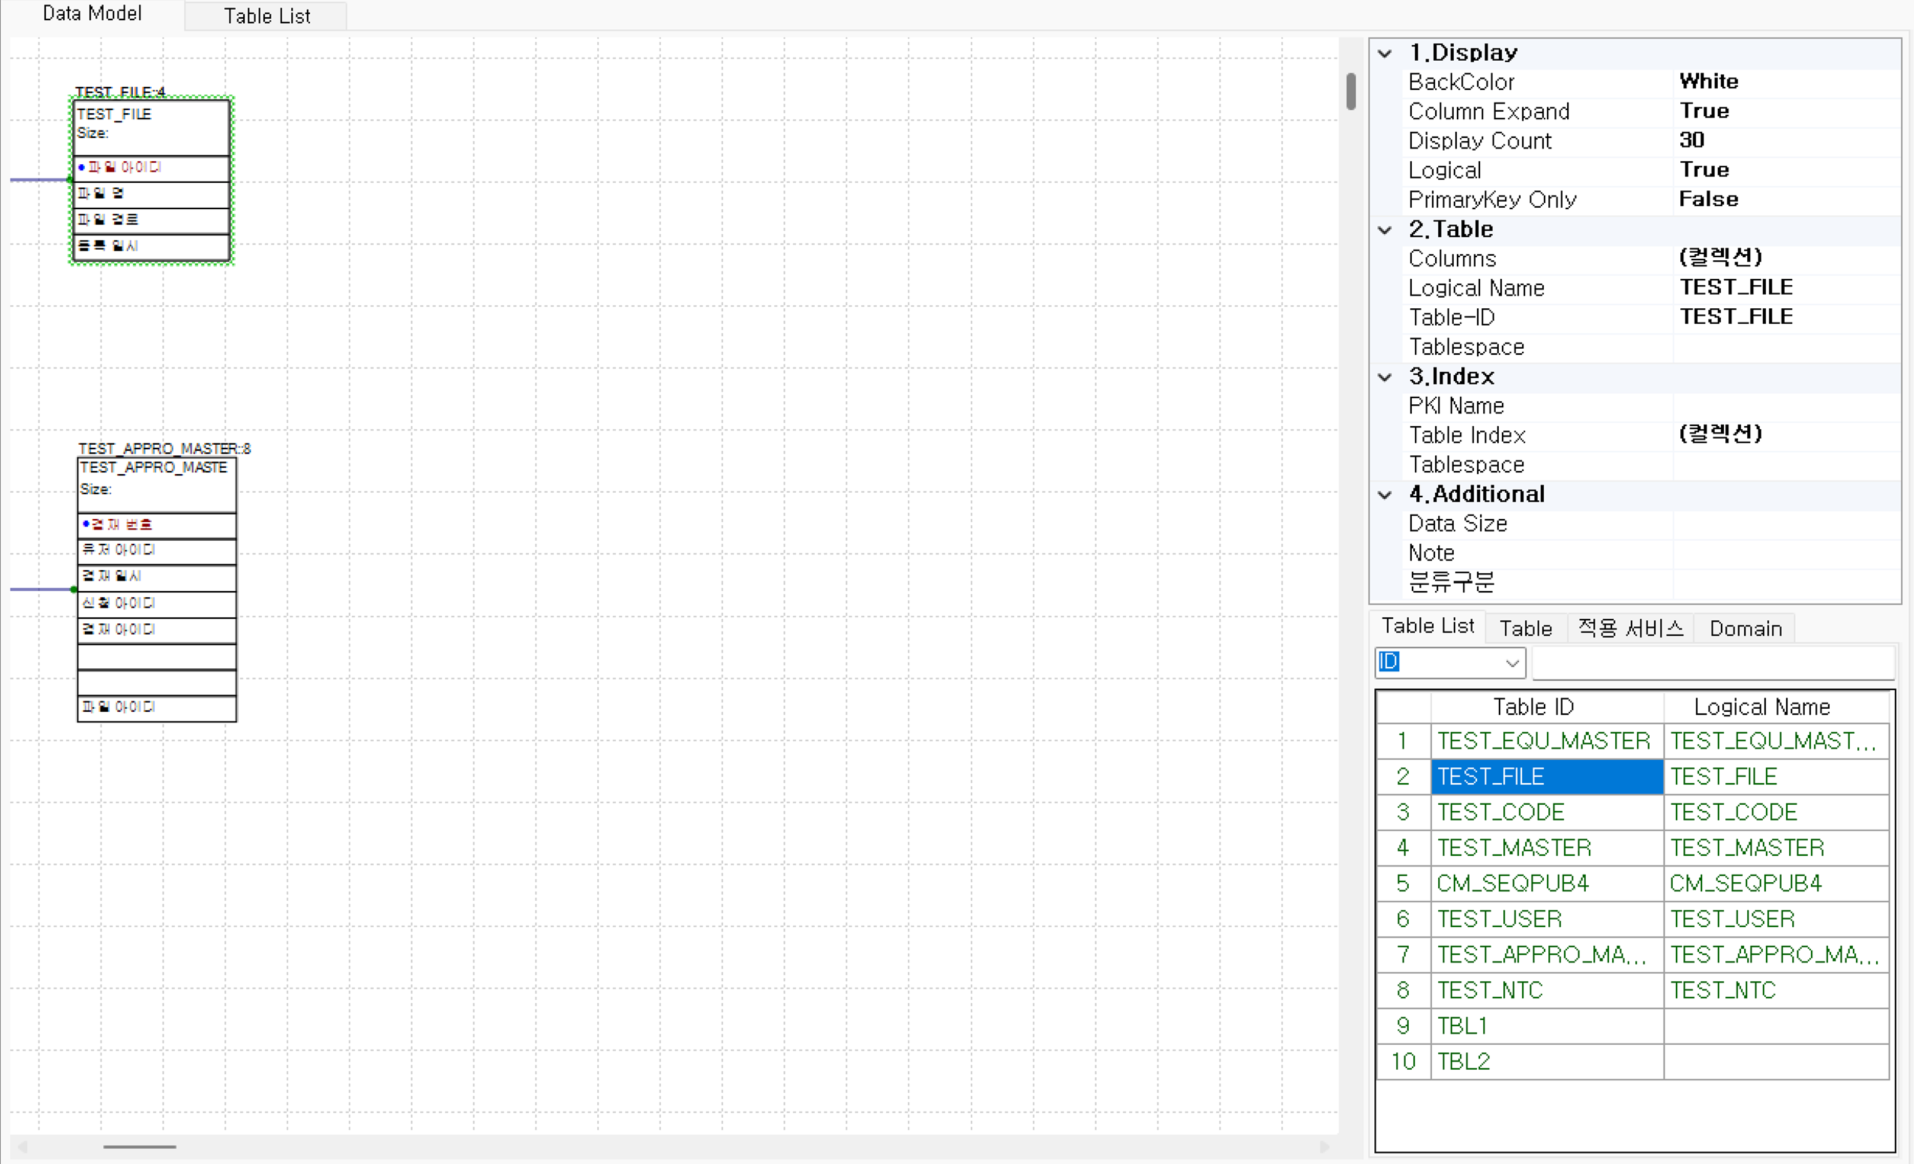 Data Model
Table List
TEST_FILE::4
TEST_FILE
Size:
파일 아이디
파일 명
파일 경로
등록 일시
TEST_APPRO_MASTER::8
TEST_APPRO_MASTE
Size:
결재 번호
유저 아이디
결재 일시
신청 아이디
결재 아이디
파일 아이디
1.Display
BackColor White
Column Expand True
Display Count 30
Logical True
PrimaryKey Only False
2.Table
Columns (컬렉션)
Logical Name TEST_FILE
Table-ID TEST_FILE
Tablespace
3.Index
PKI Name
Table Index (컬렉션)
Tablespace
4.Additional
Data Size
Note
분류구분
Table List Table 적용 서비스 Domain
ID
Table ID Logical Name
1 TEST_EQU_MASTER TEST_EQU_MAST...
2 TEST_FILE TEST_FILE
3 TEST_CODE TEST_CODE
4 TEST_MASTER TEST_MASTER
5 CM_SEQPUB4 CM_SEQPUB4
6 TEST_USER TEST_USER
7 TEST_APPRO_MA... TEST_APPRO_MA...
8 TEST_NTC TEST_NTC
9 TBL1
10 TBL2